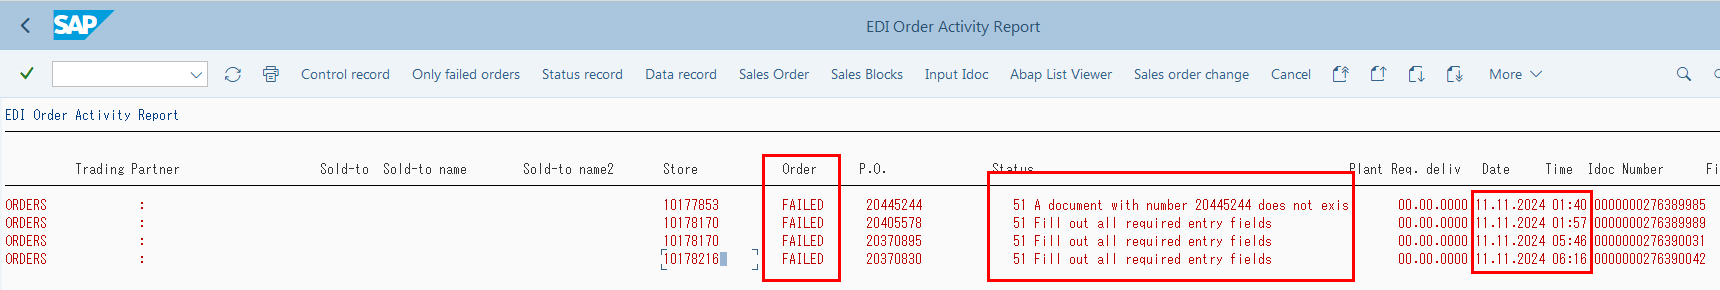 SAP EDI Order Activity Report
Control record Only failed orders Status record Data record Sales Order Sales Blocks Input Idoc Abap List Viewer Sales order change Cancel More
EDI Order Activity Report
Trading Partner Sold-to Sold-to name Sold-to name2 Store Order P.O. Status Plant Req. deliv Date Time Idoc Number Fi
ORDERS : 10177853 FAILED 20445244 51 A document with number 20445244 does not exis 00.00.0000 11.11.2024 01:40 0000000276389985
ORDERS : 10178170 FAILED 20405578 51 Fill out all required entry fields 00.00.0000 11.11.2024 01:57 0000000276389989
ORDERS : 10178170 FAILED 20370895 51 Fill out all required entry fields 00.00.0000 11.11.2024 05:46 0000000276390031
ORDERS : 10178216 FAILED 20370830 51 Fill out all required entry fields 00.00.0000 11.11.2024 06:16 0000000276390042